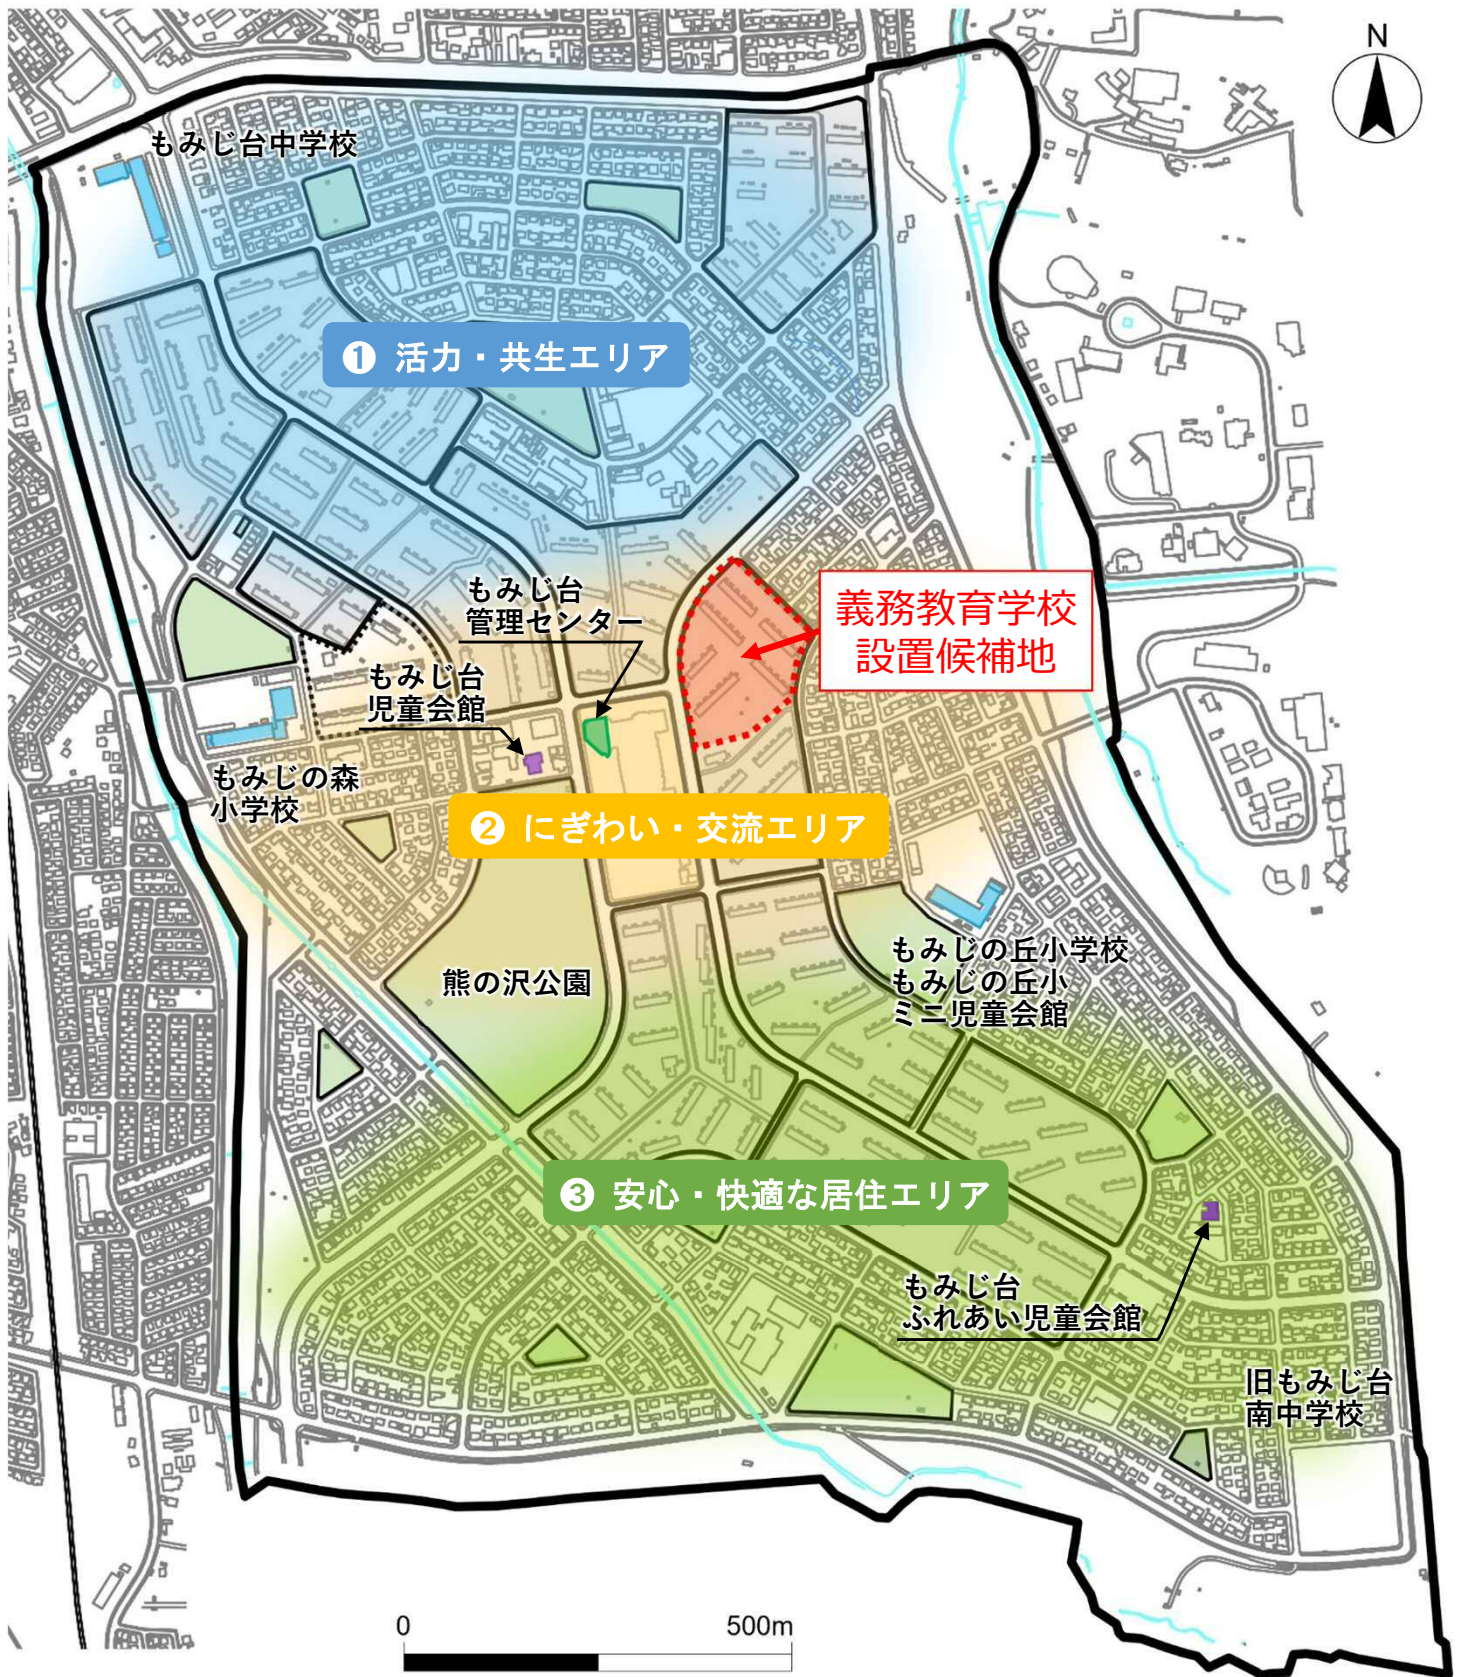 N
もみじ台中学校
❶ 活力・共生エリア
もみじ台
管理センター
義務教育学校
設置候補地
もみじ台
児童会館
もみじの森
小学校
❷ にぎわい・交流エリア
もみじの丘小学校
もみじの丘小
ミニ児童会館
熊の沢公園
❸ 安心・快適な居住エリア
もみじ台
ふれあい児童会館
旧もみじ台
南中学校
0
500m